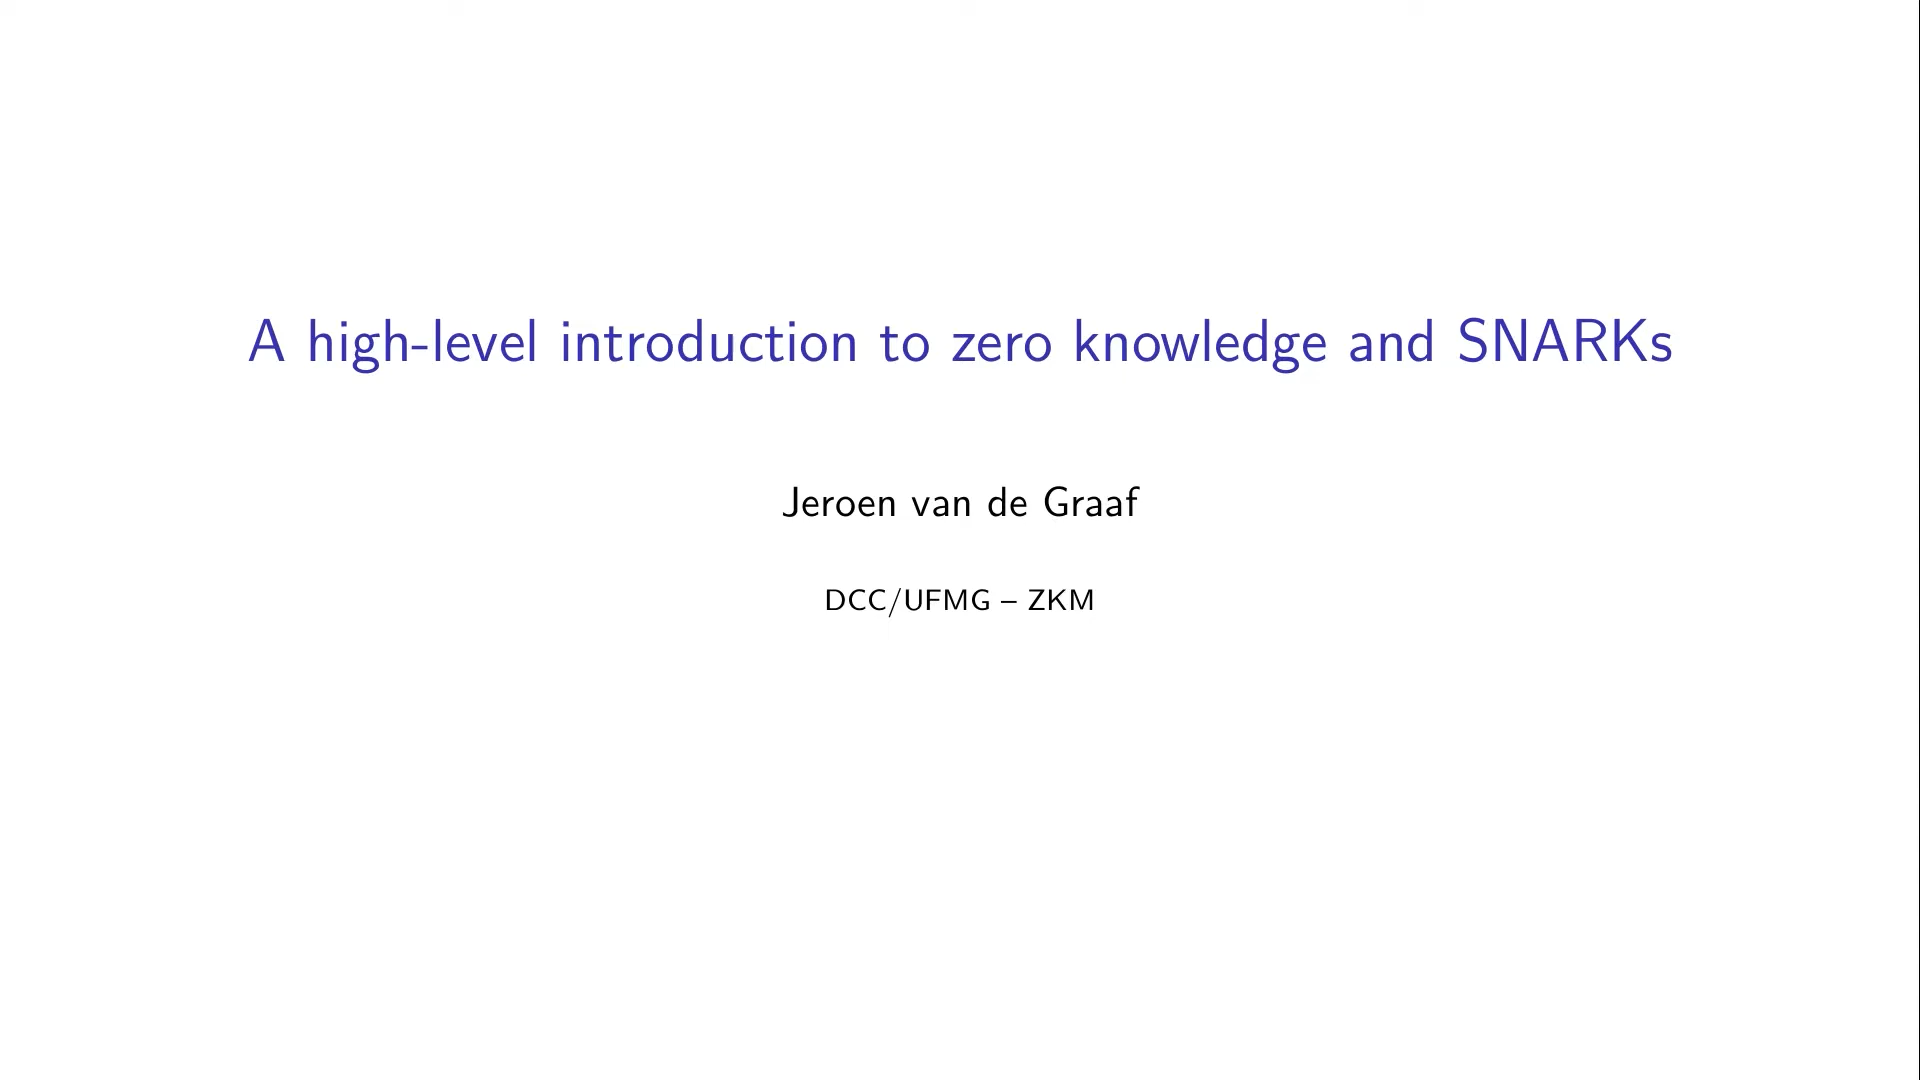 A high-level introduction to zero knowledge and SNARKs
Jeroen van de Graaf
DCC/UFMG – ZKM